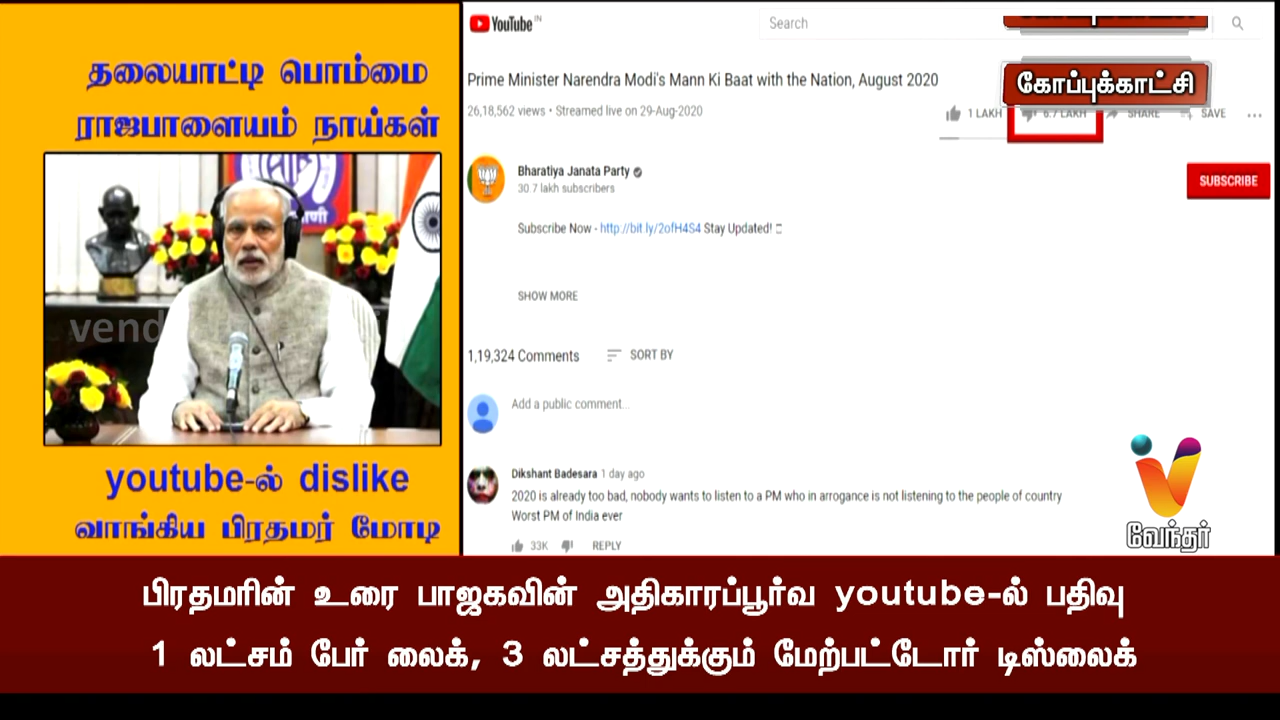 தலையாட்டி பொம்மை
ராஜபாளையம் நாய்கள்
youtube-ல் dislike
வாங்கிய பிரதமர் மோடி
YouTube IN
Search
கோப்புக்காட்சி
Prime Minister Narendra Modi's Mann Ki Baat with the Nation, August 2020
26,18,562 views • Streamed live on 29-Aug-2020
1 LAKH 6.7 LAKH SHARE SAVE
Bharatiya Janata Party
30.7 lakh subscribers
SUBSCRIBE
Subscribe Now - http://bit.ly/2ofH4S4 Stay Updated!
SHOW MORE
1,19,324 Comments SORT BY
Add a public comment...
Dikshant Badesara 1 day ago
2020 is already too bad, nobody wants to listen to a PM who in arrogance is not listening to the people of country
Worst PM of India ever
33K REPLY
வேந்தர்
பிரதமரின் உரை பாஜகவின் அதிகாரப்பூர்வ youtube-ல் பதிவு
1 லட்சம் பேர் லைக், 3 லட்சத்துக்கும் மேற்பட்டோர் டிஸ்லைக்